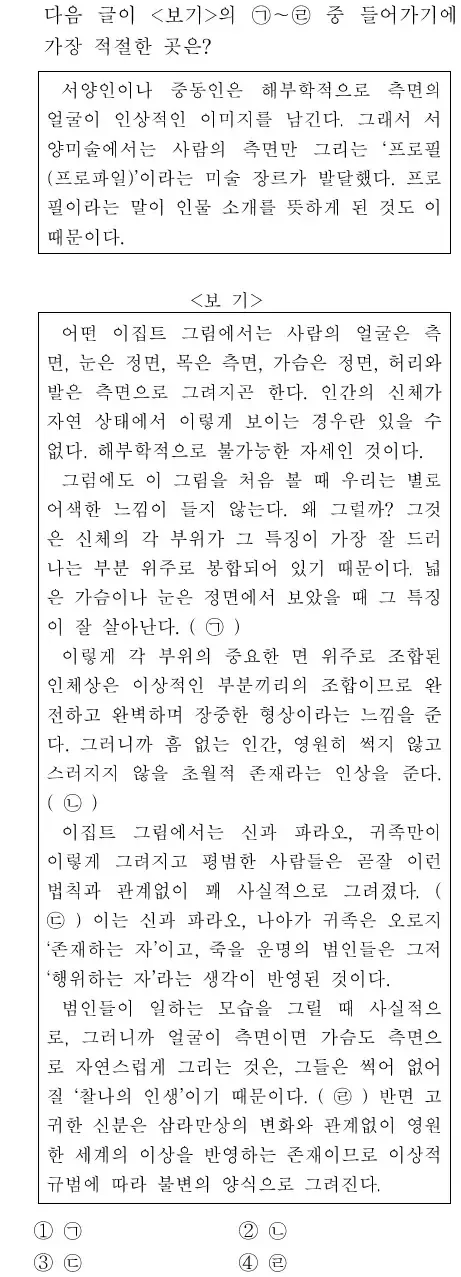 다음 글이 <보기>의 ㉠～㉣ 중 들어가기에
가장 적절한 곳은?
서양인이나 중동인은 해부학적으로 측면의
얼굴이 인상적인 이미지를 남긴다. 그래서 서
양미술에서는 사람의 측면만 그리는 ‘프로필
(프로파일)’이라는 미술 장르가 발달했다. 프로
필이라는 말이 인물 소개를 뜻하게 된 것도 이
때문이다.
<보 기>
어떤 이집트 그림에서는 사람의 얼굴은 측
면, 눈은 정면, 목은 측면, 가슴은 정면, 허리와
발은 측면으로 그려지곤 한다. 인간의 신체가
자연 상태에서 이렇게 보이는 경우란 있을 수
없다. 해부학적으로 불가능한 자세인 것이다.
그럼에도 이 그림을 처음 볼 때 우리는 별로
어색한 느낌이 들지 않는다. 왜 그럴까? 그것
은 신체의 각 부위가 그 특징이 가장 잘 드러
나는 부분 위주로 봉합되어 있기 때문이다. 넓
은 가슴이나 눈은 정면에서 보았을 때 그 특징
이 잘 살아난다. ( ㉠ )
이렇게 각 부위의 중요한 면 위주로 조합된
인체상은 이상적인 부분끼리의 조합이므로 완
전하고 완벽하며 장중한 형상이라는 느낌을 준
다. 그러니까 흠 없는 인간, 영원히 썩지 않고
스러지지 않을 초월적 존재라는 인상을 준다.
( ㉡ )
이집트 그림에서는 신과 파라오, 귀족만이
이렇게 그려지고 평범한 사람들은 곧잘 이런
법칙과 관계없이 꽤 사실적으로 그려졌다. (
㉢ ) 이는 신과 파라오, 나아가 귀족은 오로지
‘존재하는 자’이고, 죽을 운명의 범인들은 그저
‘행위하는 자’라는 생각이 반영된 것이다.
범인들이 일하는 모습을 그릴 때 사실적으
로, 그러니까 얼굴이 측면이면 가슴도 측면으
로 자연스럽게 그리는 것은, 그들은 썩어 없어
질 ‘찰나의 인생’이기 때문이다. ( ㉣ ) 반면 고
귀한 신분은 삼라만상의 변화와 관계없이 영원
한 세계의 이상을 반영하는 존재이므로 이상적
규범에 따라 불변의 양식으로 그려진다.
① ㉠ ② ㉡
③ ㉢ ④ ㉣